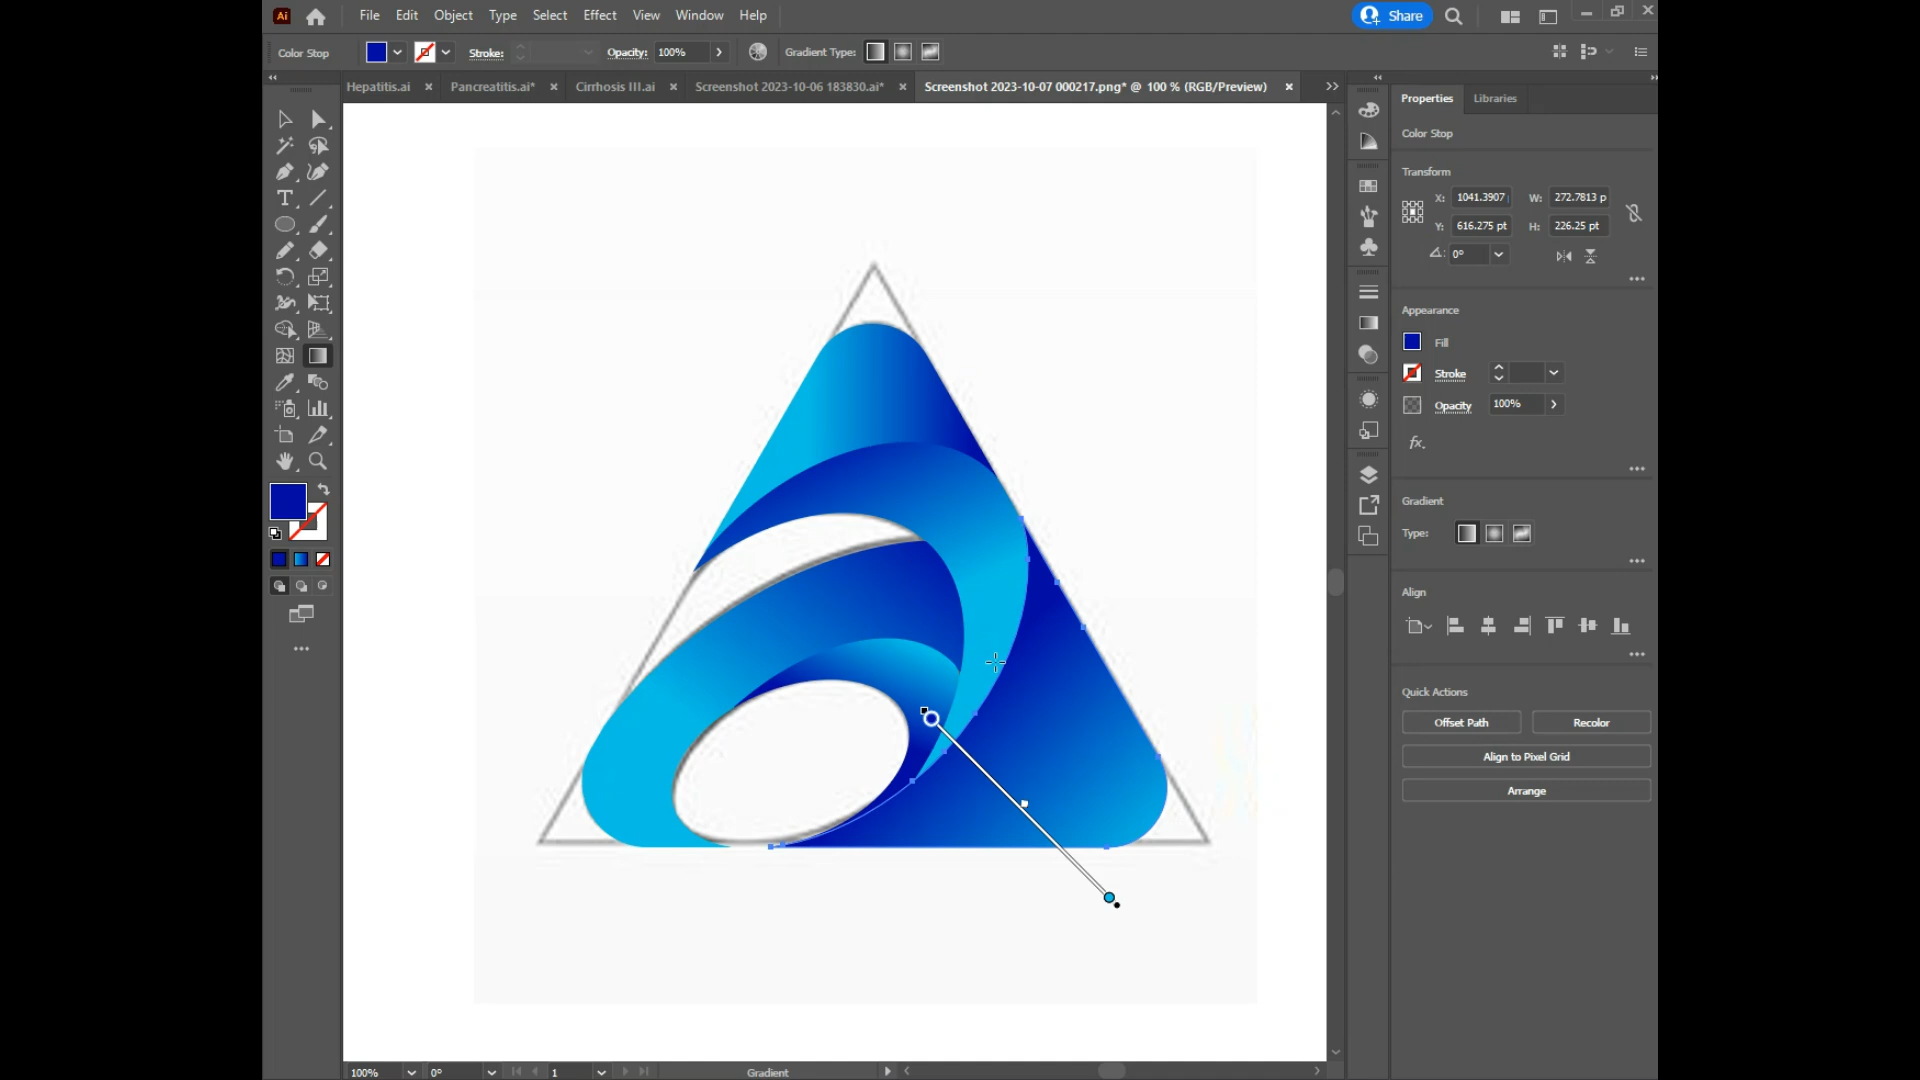 Ai File Edit Object Type Select Effect View Window Help Share
Color Stop Stroke: Opacity: 100% Gradient Type:
Hepatitis.ai Pancreatitis.ai* Cirrhosis III.ai Screenshot 2023-10-06 183830.ai* Screenshot 2023-10-07 000217.png* @ 100 % (RGB/Preview)
Properties Libraries
Color Stop
Transform
X: 1041.3907 W: 272.7813 p
Y: 616.275 pt H: 226.25 pt
0°
Appearance
Fill
Stroke
Opacity 100%
fx.
Gradient
Type:
Align
Quick Actions
Offset Path Recolor
Align to Pixel Grid
Arrange
100% 0° 1 Gradient